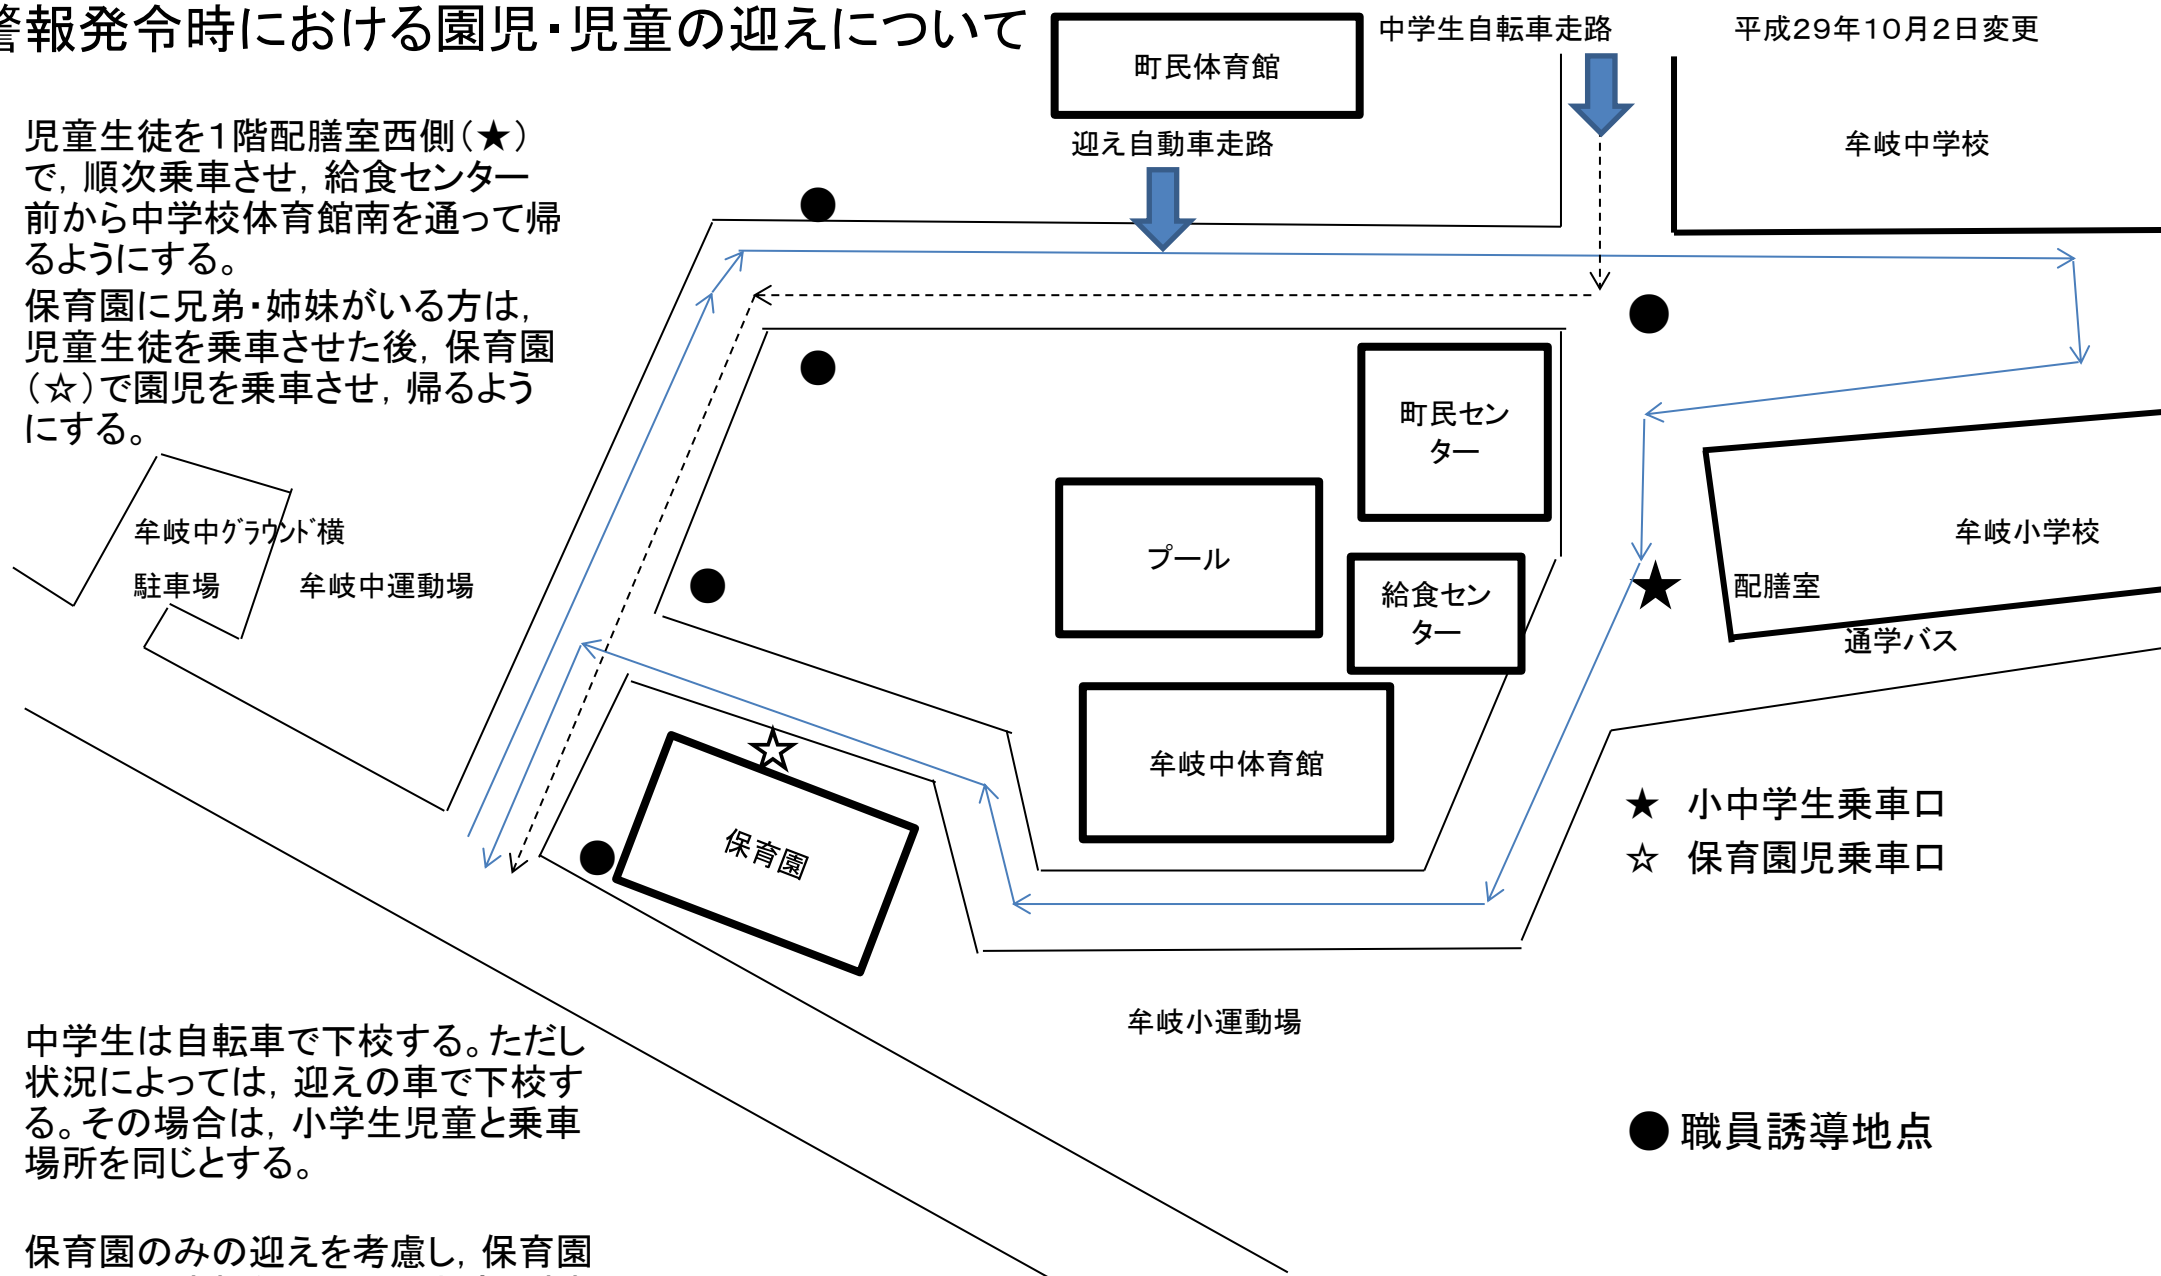 警報発令時における園児・児童の迎えについて
町民体育館
中学生自転車走路
平成29年10月2日変更
迎え自動車走路
牟岐中学校
児童生徒を1階配膳室西側(★)
で,順次乗車させ,給食センター
前から中学校体育館南を通って帰
るようにする。
保育園に兄弟・姉妹がいる方は,
児童生徒を乗車させた後,保育園
(☆)で園児を乗車させ,帰るよう
にする。
町民セン
ター
牟岐中グラウンド横
駐車場
牟岐中運動場
プール
給食セン
ター
牟岐小学校
★
配膳室
通学バス
☆
牟岐中体育館
保育園
★ 小中学生乗車口
☆ 保育園児乗車口
牟岐小運動場
中学生は自転車で下校する。ただし
状況によっては,迎えの車で下校す
る。その場合は,小学生児童と乗車
場所を同じとする。
●職員誘導地点
保育園のみの迎えを考慮し,保育園